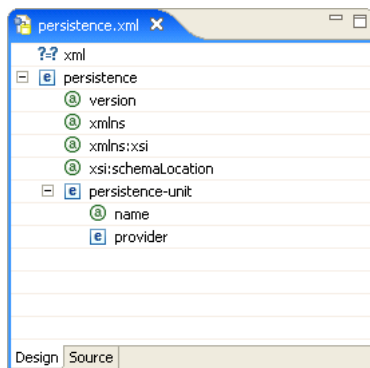 persistence.xml
?=? xml
e persistence
a version
a xmlns
a xmlns:xsi
a xsi:schemaLocation
e persistence-unit
a name
e provider
Design Source